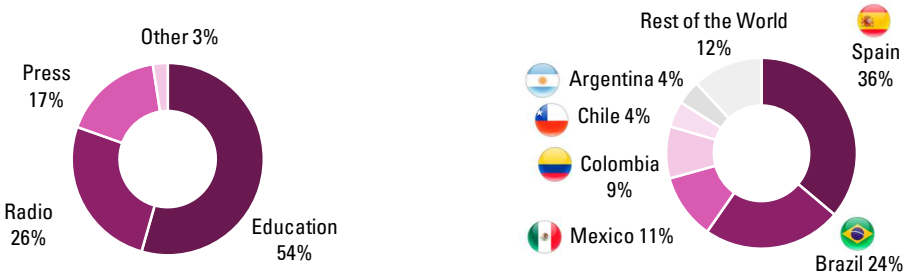 Other 3%
Press
17%
Radio
26%
Education
54%
Rest of the World
12%
Spain
36%
Argentina 4%
Chile 4%
Colombia
9%
Mexico 11%
Brazil 24%